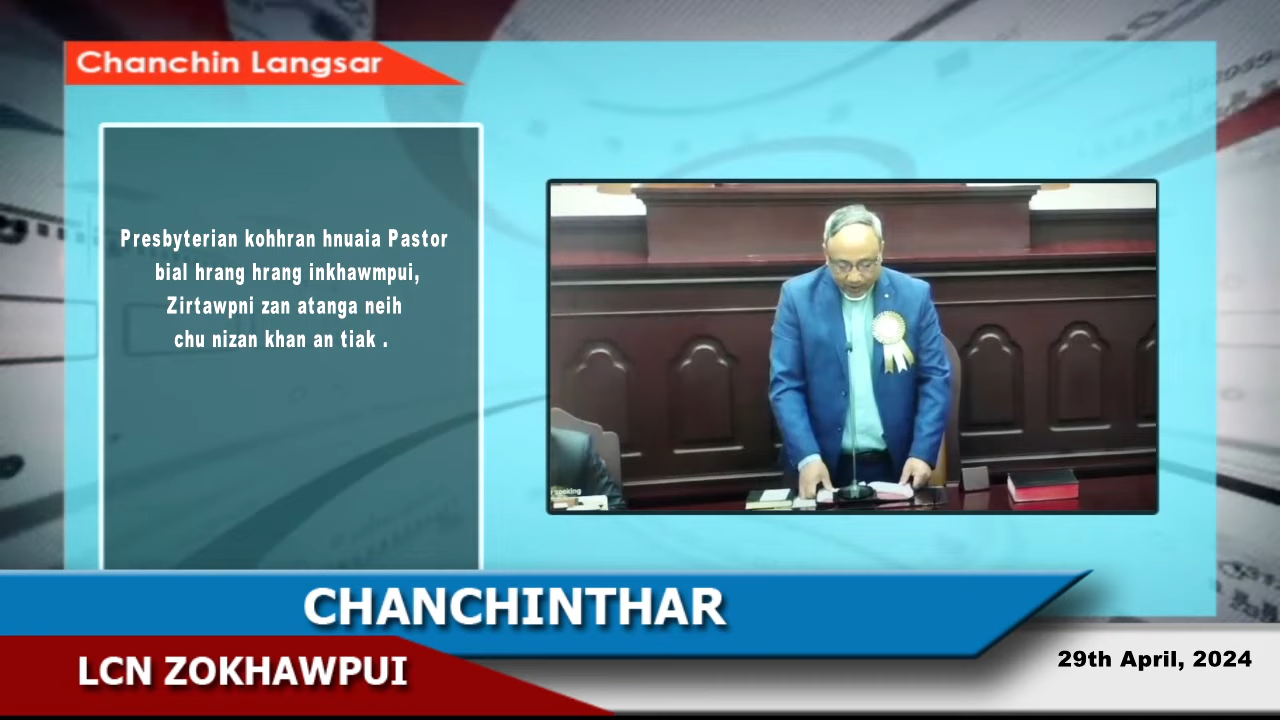 Chanchin Langsar
Presbyterian kohhran hnuaia Pastor
bial hrang hrang inkhawmpui,
Zirtawpni zan atanga neih
chu nizan khan an tiak .
CHANCHINTHAR
LCN ZOKHAWPUI
29th April, 2024